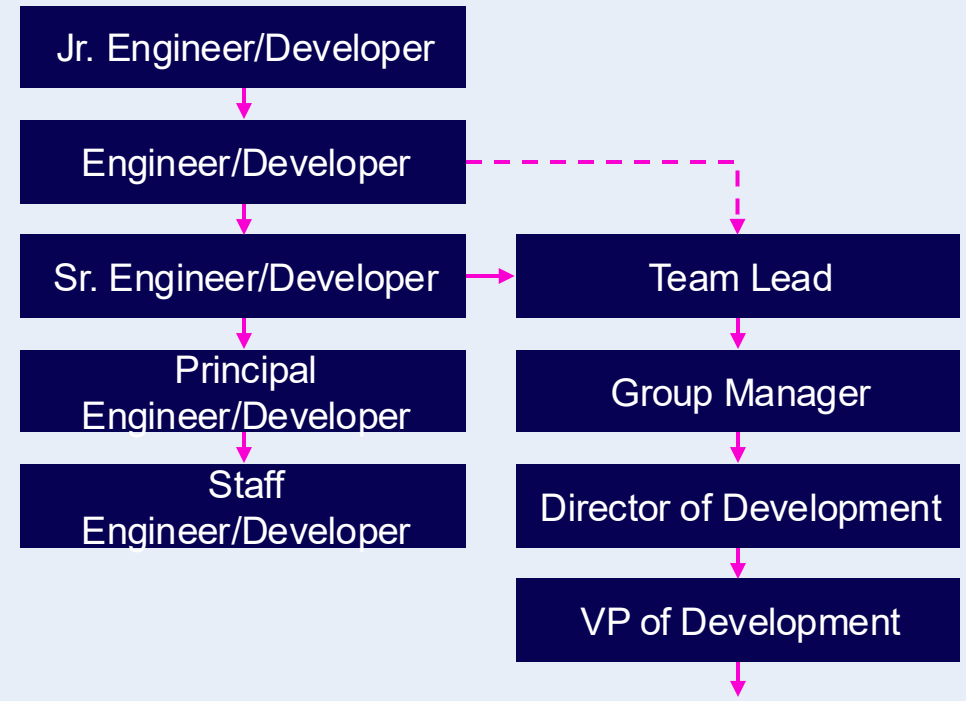 Jr. Engineer/Developer
Engineer/Developer
Sr. Engineer/Developer
Principal
Engineer/Developer
Staff
Engineer/Developer
Team Lead
Group Manager
Director of Development
VP of Development